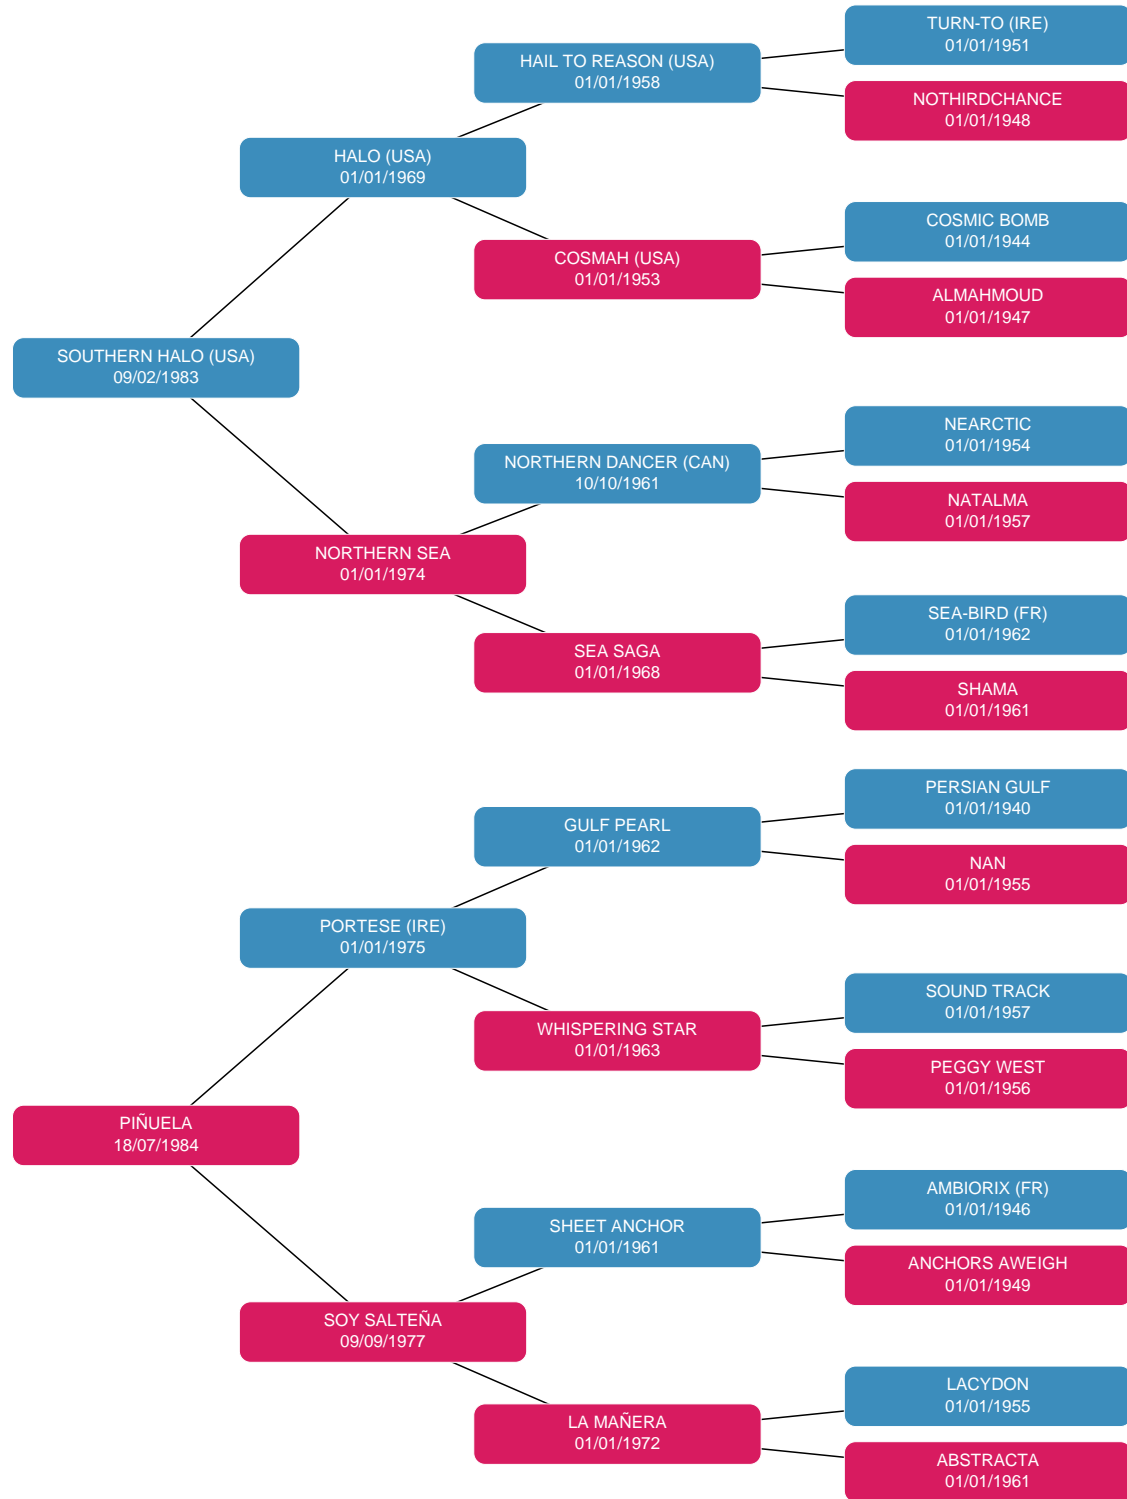 TURN-TO (IRE)
01/01/1951
HAIL TO REASON (USA)
01/01/1958
NOTHIRDCHANCE
01/01/1948
HALO (USA)
01/01/1969
COSMIC BOMB
01/01/1944
COSMAH (USA)
01/01/1953
ALMAHMOUD
01/01/1947
SOUTHERN HALO (USA)
09/02/1983
NEARCTIC
01/01/1954
NORTHERN DANCER (CAN)
10/10/1961
NATALMA
01/01/1957
NORTHERN SEA
01/01/1974
SEA-BIRD (FR)
01/01/1962
SEA SAGA
01/01/1968
SHAMA
01/01/1961
PERSIAN GULF
01/01/1940
GULF PEARL
01/01/1962
NAN
01/01/1955
PORTESE (IRE)
01/01/1975
SOUND TRACK
01/01/1957
WHISPERING STAR
01/01/1963
PEGGY WEST
01/01/1956
PIÑUELA
18/07/1984
AMBIORIX (FR)
01/01/1946
SHEET ANCHOR
01/01/1961
ANCHORS AWEIGH
01/01/1949
SOY SALTEÑA
09/09/1977
LACYDON
01/01/1955
LA MAÑERA
01/01/1972
ABSTRACTA
01/01/1961